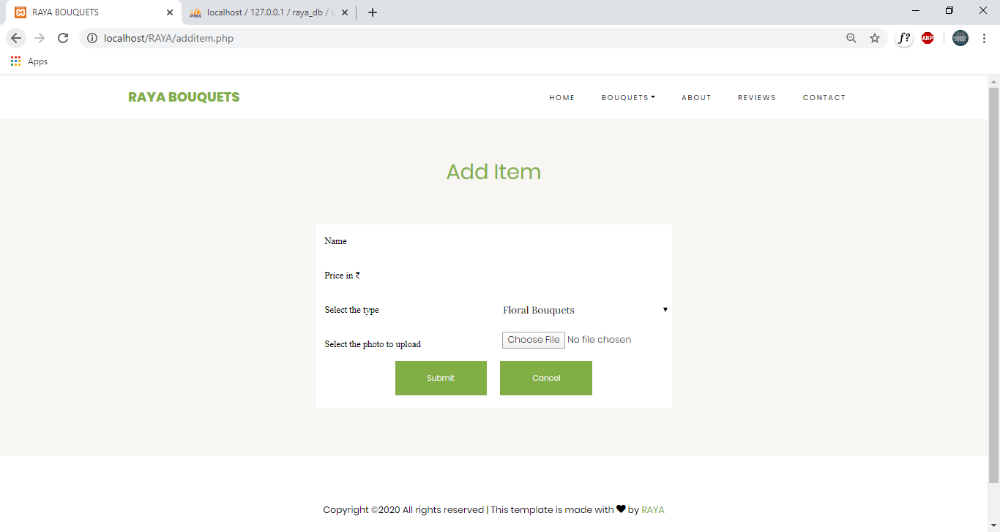 RAYA BOUQUETS
localhost / 127.0.0.1 / raya_db /
localhost/RAYA/additem.php
f?
ABP
Apps
RAYA BOUQUETS
HOME
BOUQUETS
ABOUT
REVIEWS
CONTACT
Add Item
Name
Price in ₹
Select the type
Floral Bouquets
Select the photo to upload
Choose File No file chosen
Submit
Cancel
Copyright ©2020 All rights reserved | This template is made with ♥ by RAYA